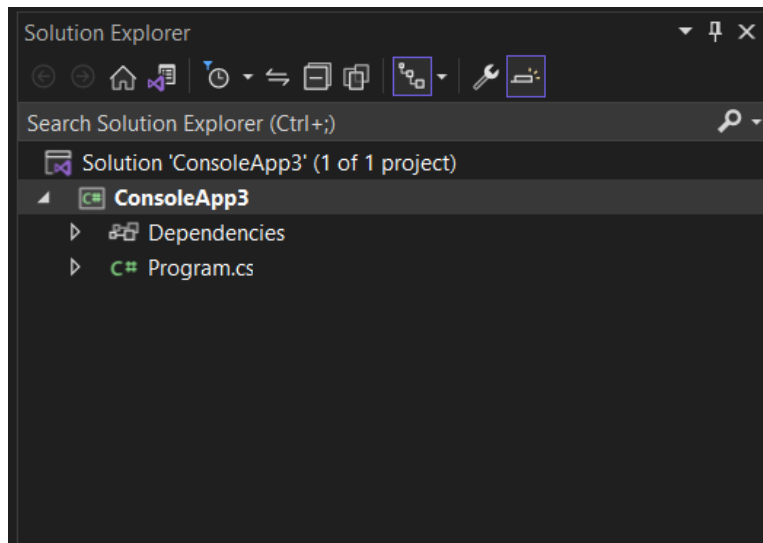 Solution Explorer
Search Solution Explorer (Ctrl+;)
Solution 'ConsoleApp3' (1 of 1 project)
C# ConsoleApp3
Dependencies
C# Program.cs